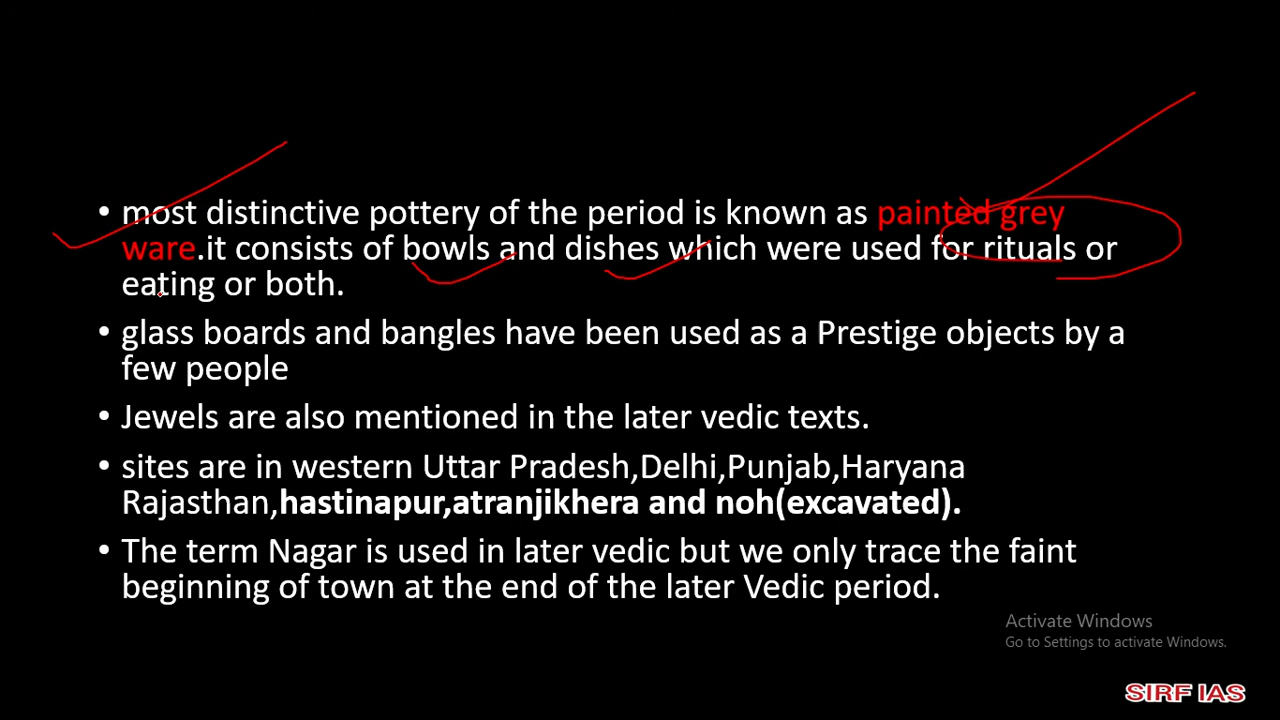 • most distinctive pottery of the period is known as painted grey
ware.it consists of bowls and dishes which were used for rituals or
eating or both.
• glass boards and bangles have been used as a Prestige objects by a
few people
• Jewels are also mentioned in the later vedic texts.
• sites are in western Uttar Pradesh,Delhi,Punjab,Haryana
Rajasthan,hastinapur,atranjikhera and noh(excavated).
• The term Nagar is used in later vedic but we only trace the faint
beginning of town at the end of the later Vedic period.
Activate Windows
Go to Settings to activate Windows.
SIRF IAS